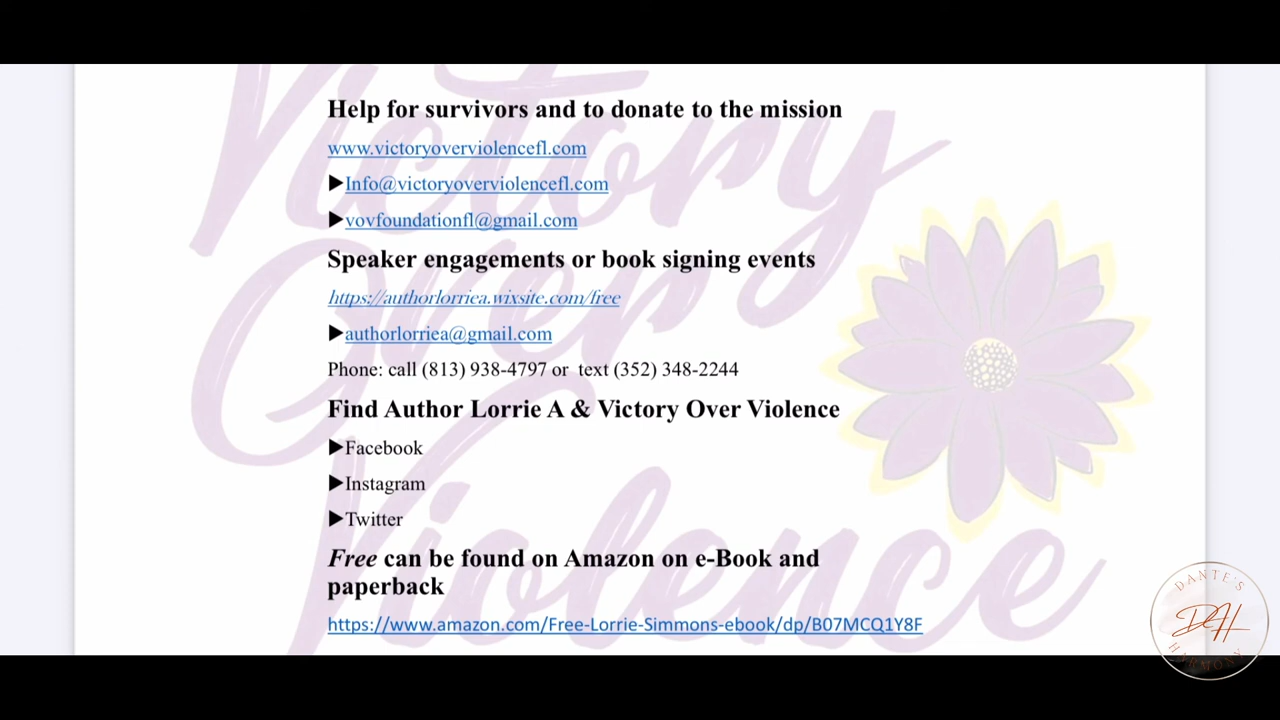 Victory
Over
Violence
Help for survivors and to donate to the mission
www.victoryoverviolencefl.com
▶Info@victoryoverviolencefl.com
▶vovfoundationfl@gmail.com
Speaker engagements or book signing events
https://authorlorriea.wixsite.com/free
▶authorlorriea@gmail.com
Phone: call (813) 938-4797 or  text (352) 348-2244
Find Author Lorrie A & Victory Over Violence
▶Facebook
▶Instagram
▶Twitter
Free can be found on Amazon on e-Book and
paperback
https://www.amazon.com/Free-Lorrie-Simmons-ebook/dp/B07MCQ1Y8F
DANTE'S
DH
HARMONY